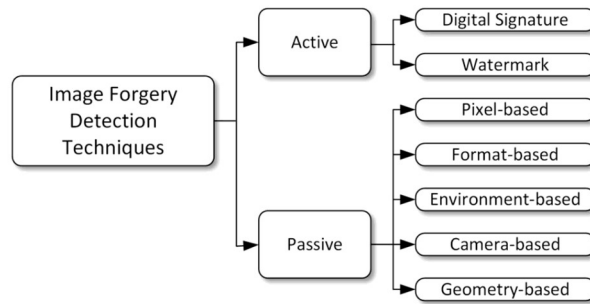 Image Forgery
Detection
Techniques
Active
Digital Signature
Watermark
Passive
Pixel-based
Format-based
Environment-based
Camera-based
Geometry-based